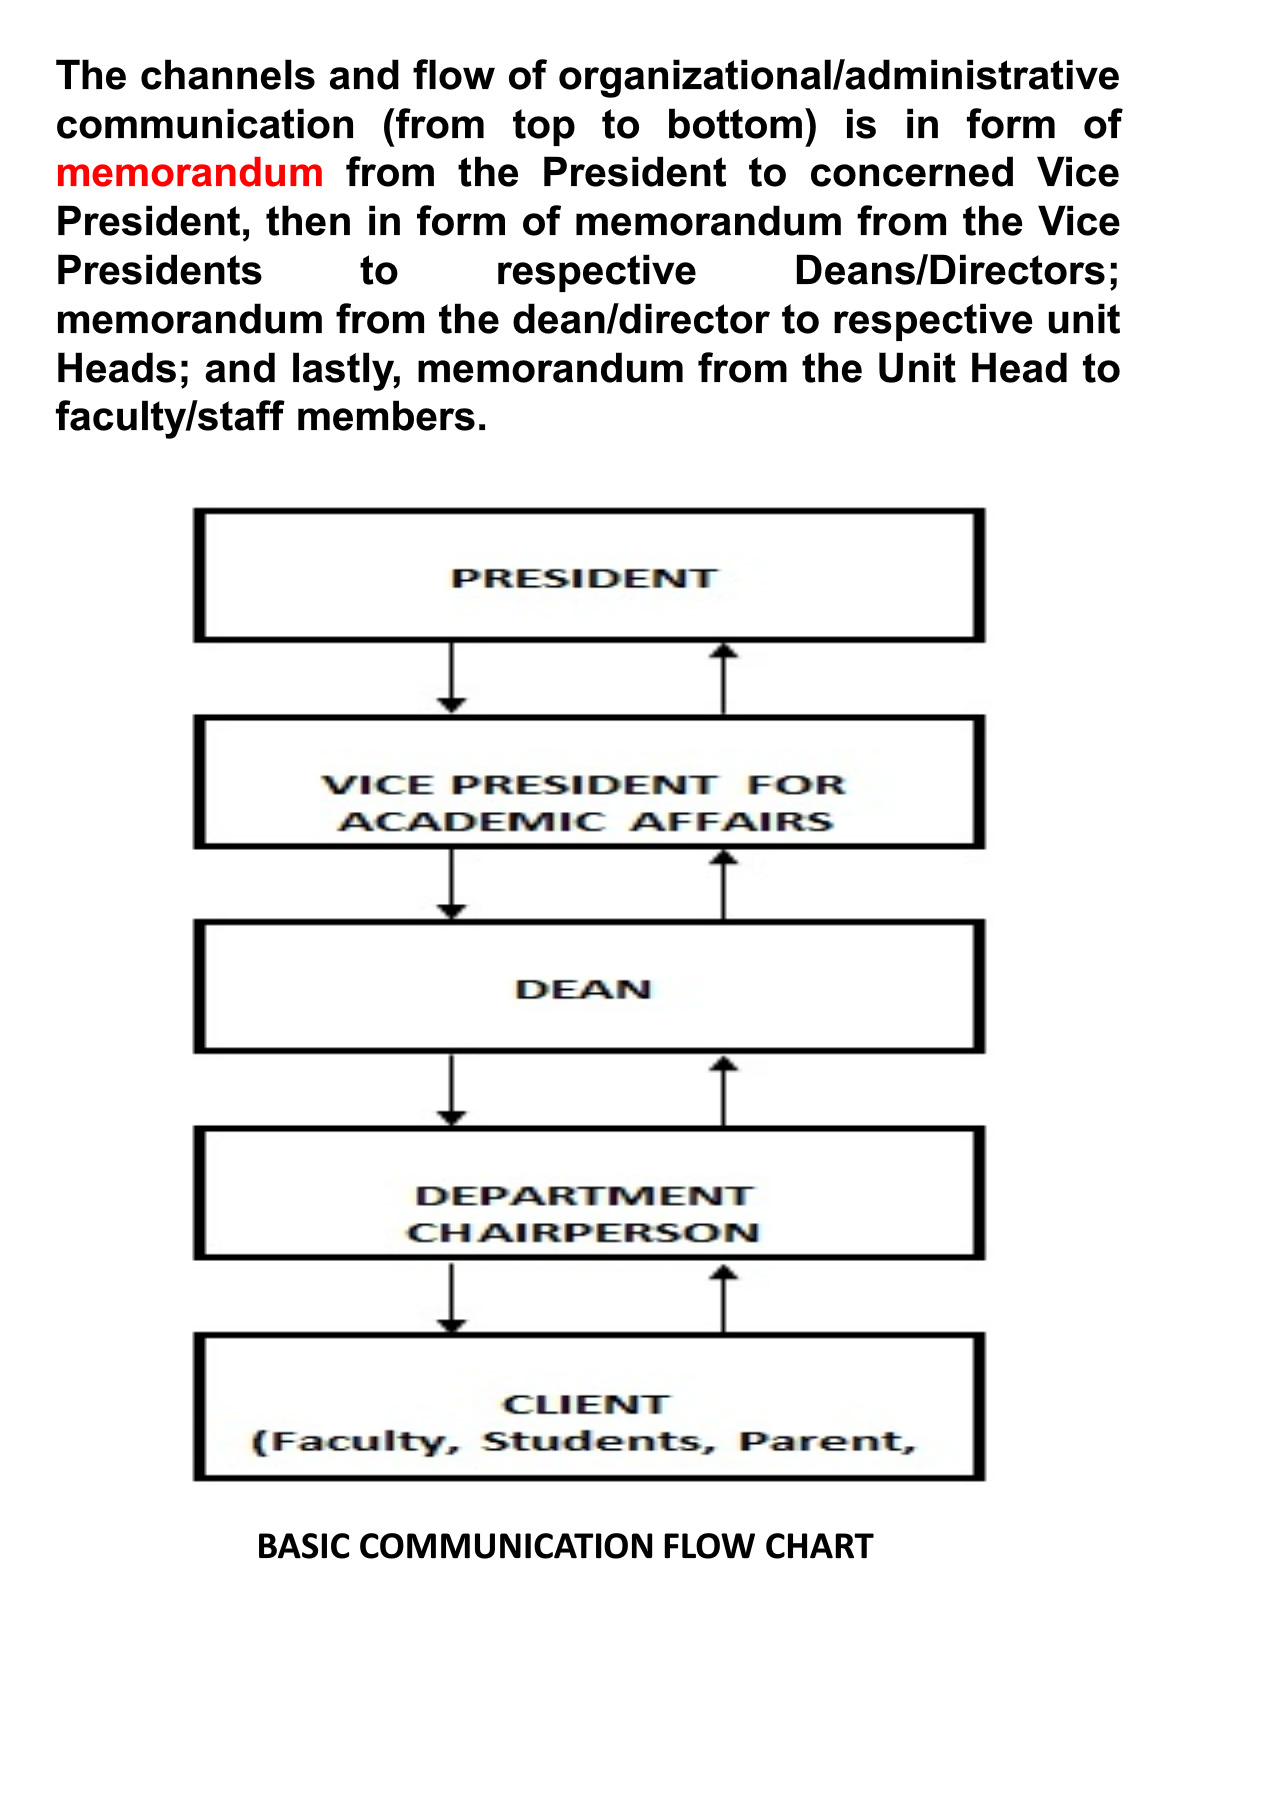 The channels and flow of organizational/administrative
communication (from top to bottom) is in form of
memorandum from the President to concerned Vice
President, then in form of memorandum from the Vice
Presidents to respective Deans/Directors;
memorandum from the dean/director to respective unit
Heads; and lastly, memorandum from the Unit Head to
faculty/staff members.
PRESIDENT
VICE PRESIDENT FOR
ACADEMIC AFFAIRS
DEAN
DEPARTMENT
CHAIRPERSON
CLIENT
(Faculty, Students, Parent,
BASIC COMMUNICATION FLOW CHART